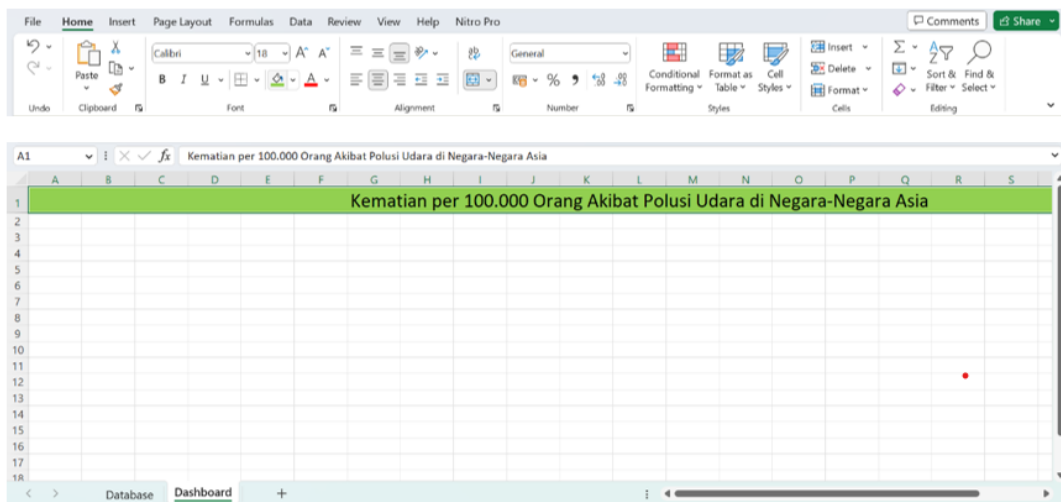 File Home Insert Page Layout Formulas Data Review View Help Nitro Pro Comments Share
Paste
Calibri 18 A^ A˅
B I U A
ab
General
% 9
Conditional Formatting
Format as Table
Cell Styles
Insert
Delete
Format
Σ
Sort & Filter
Find & Select
Undo Clipboard Font Alignment Number Styles Cells Editing
A1 fx Kematian per 100.000 Orang Akibat Polusi Udara di Negara-Negara Asia
A B C D E F G H I J K L M N O P Q R S
1 Kematian per 100.000 Orang Akibat Polusi Udara di Negara-Negara Asia
2
3
4
5
6
7
8
9
10
11
12
13
14
15
16
17
18
Database Dashboard +